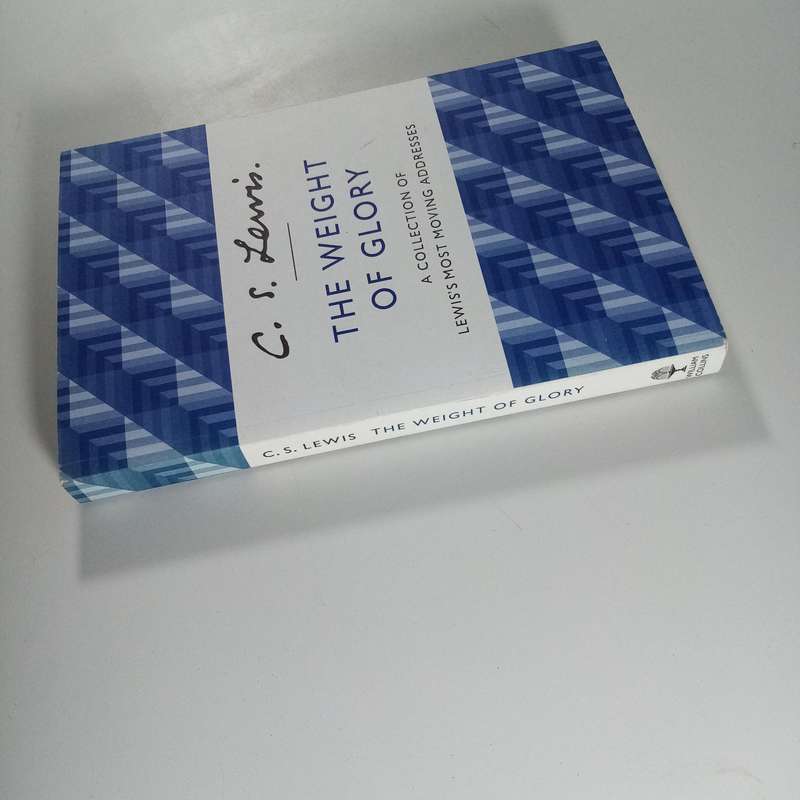 C. S. Lewis.
THE WEIGHT
OF GLORY
A COLLECTION OF
LEWIS'S MOST MOVING ADDRESSES
C. S. LEWIS THE WEIGHT OF GLORY
WILLIAM
COLLINS